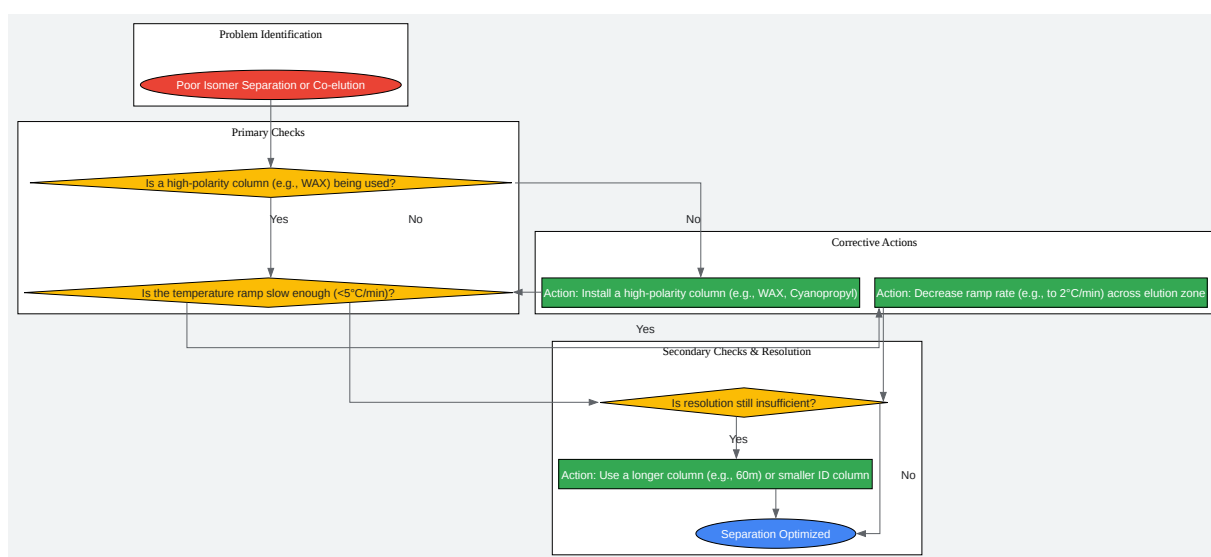 Problem Identification
Poor Isomer Separation or Co-elution
Primary Checks
Is a high-polarity column (e.g., WAX) being used?
Yes
No
No
Corrective Actions
Is the temperature ramp slow enough (<5°C/min)?
Action: Install a high-polarity column (e.g., WAX, Cyanopropyl)
Action: Decrease ramp rate (e.g., to 2°C/min) across elution zone
Yes
Secondary Checks & Resolution
Is resolution still insufficient?
Yes
Action: Use a longer column (e.g., 60m) or smaller ID column
No
Separation Optimized